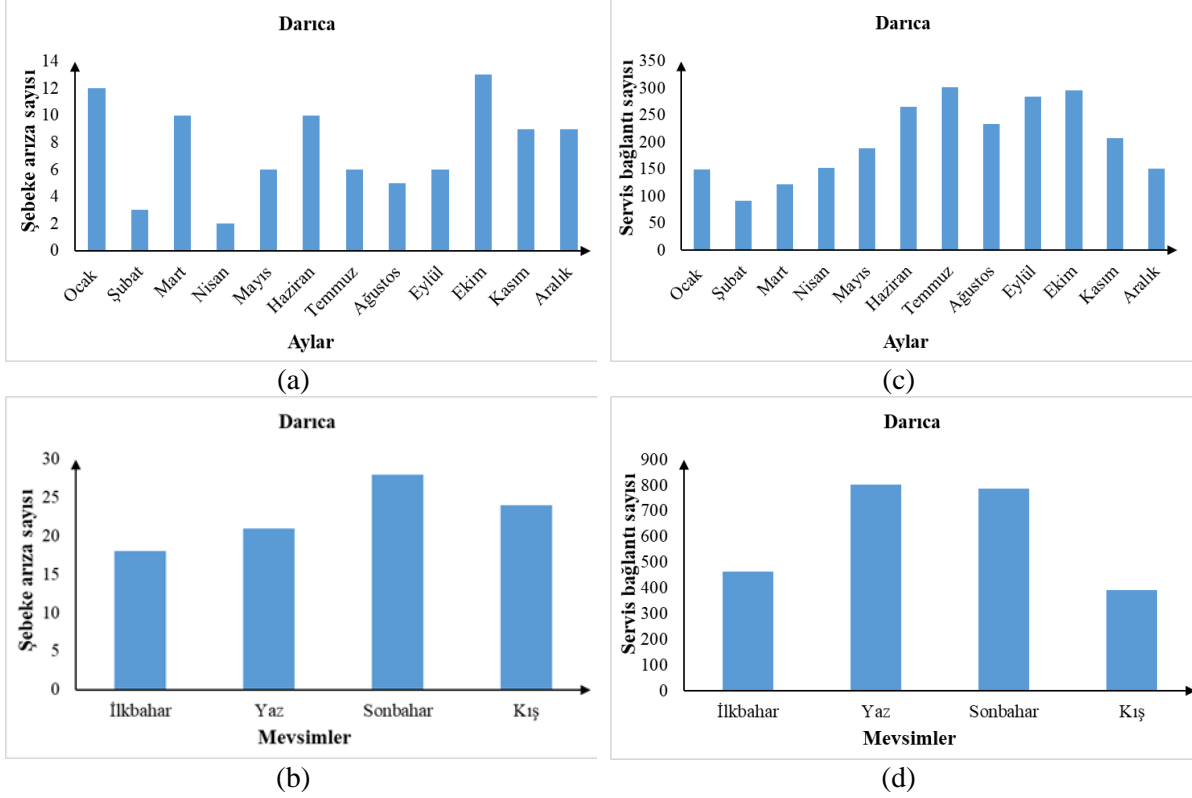 Darıca
Şebeke arıza sayısı
14
12
10
8
6
4
2
0
Ocak
Şubat
Mart
Nisan
Mayıs
Haziran
Temmuz
Ağustos
Eylül
Ekim
Kasım
Aralık
Aylar
(a)
Darıca
Servis bağlantı sayısı
350
300
250
200
150
100
50
0
Ocak
Şubat
Mart
Nisan
Mayıs
Haziran
Temmuz
Ağustos
Eylül
Ekim
Kasım
Aralık
Aylar
(c)
Darıca
Şebeke arıza sayısı
30
25
20
15
10
5
0
İlkbahar Yaz Sonbahar Kış
Mevsimler
(b)
Darıca
Servis bağlantı sayısı
900
800
700
600
500
400
300
200
100
0
İlkbahar Yaz Sonbahar Kış
Mevsimler
(d)